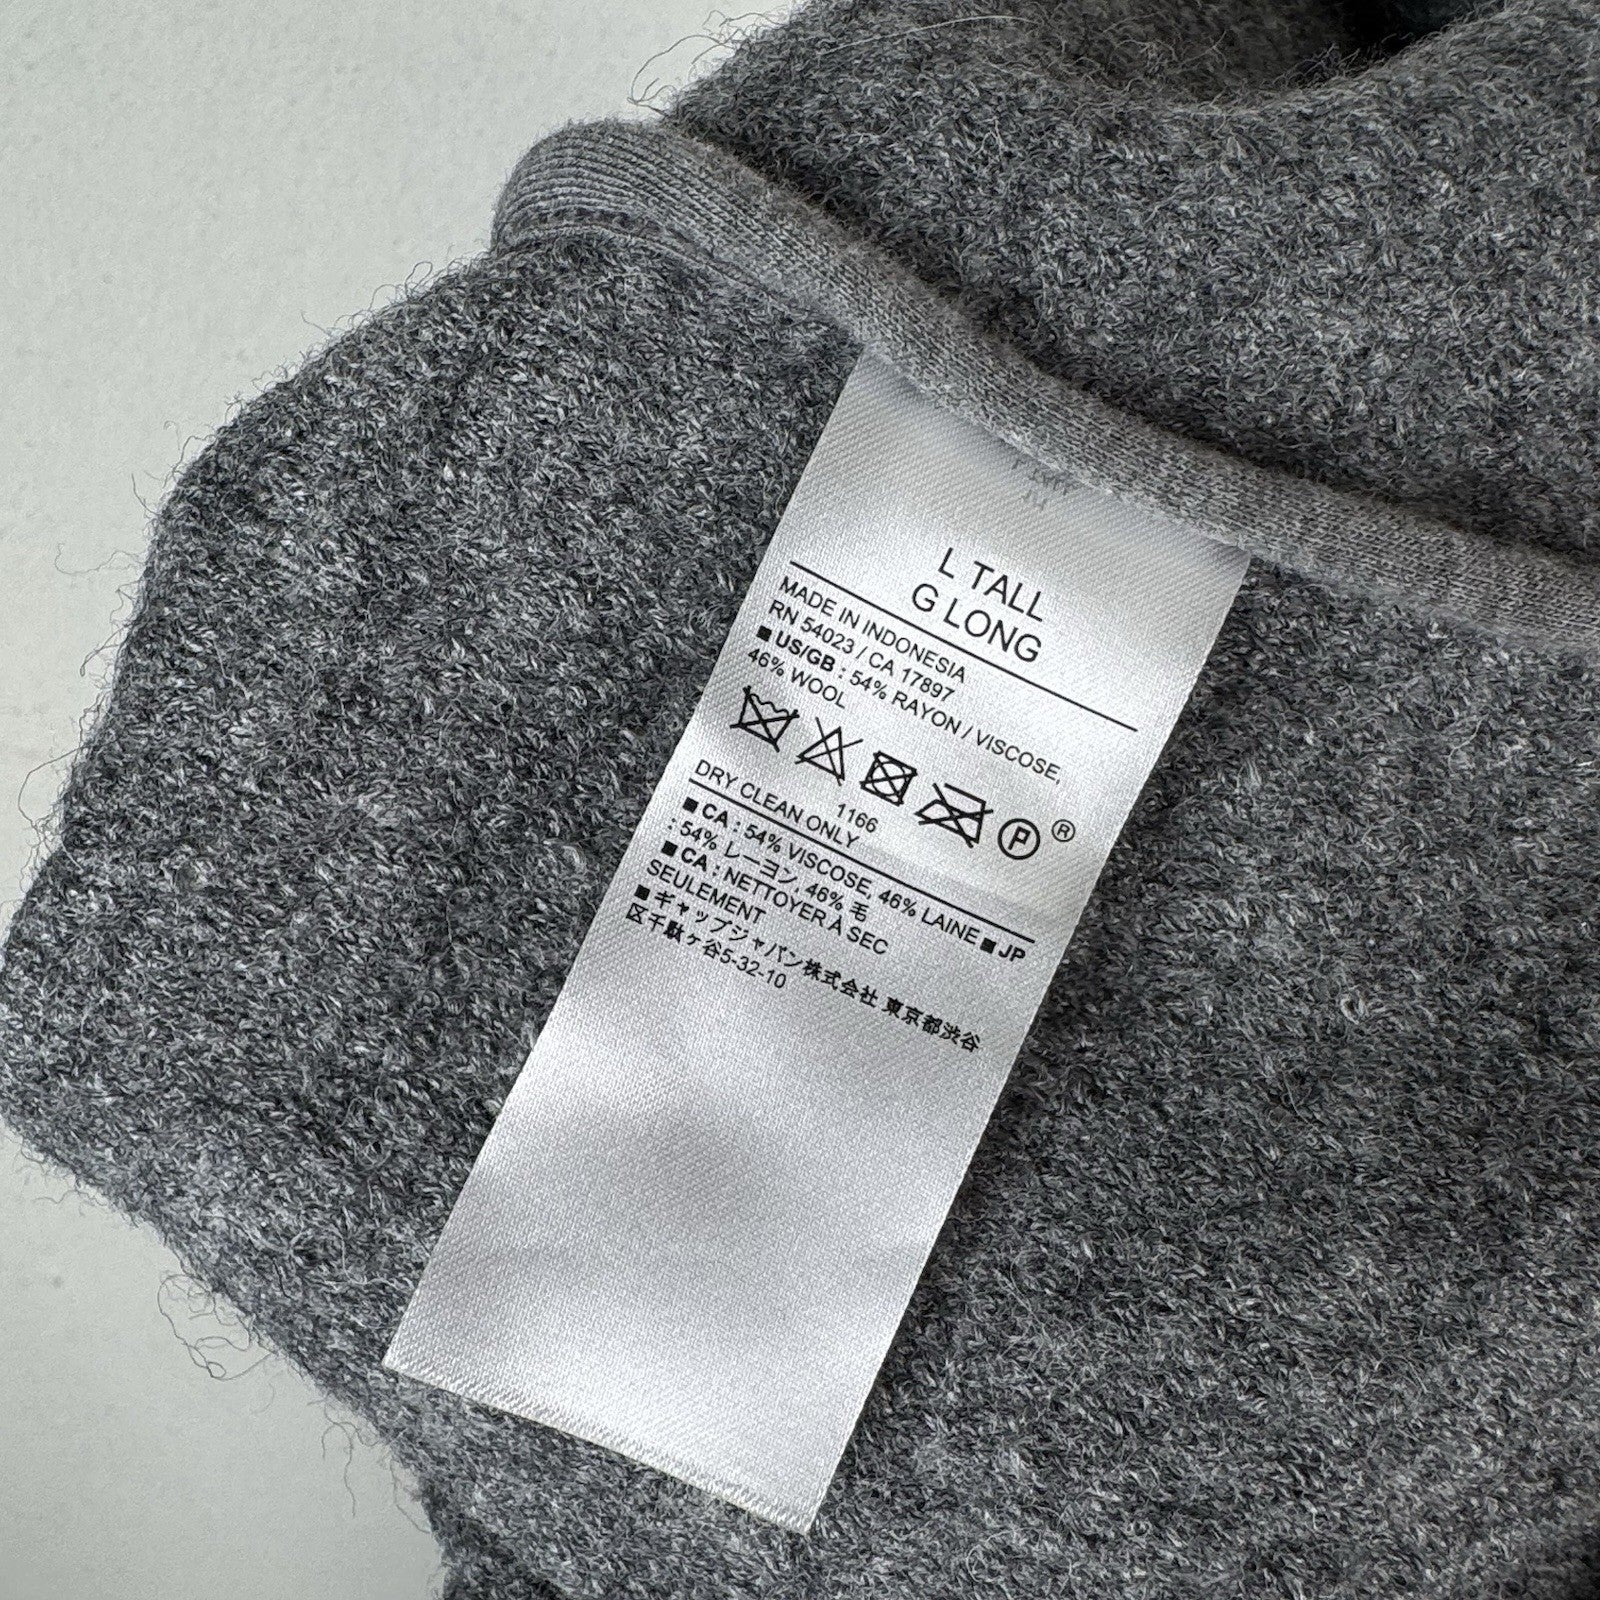 L TALL
G LONG
MADE IN INDONESIA
RN 54023 / CA 17897
■ US/GB : 54% RAYON / VISCOSE,
46% WOOL
P ®
1166
DRY CLEAN ONLY
■ CA : 54% VISCOSE, 46% LAINE ■ JP
: 54% レーヨン, 46% 毛
■ CA : NETTOYER À SEC
SEULEMENT
■ ギャップジャパン株式会社 東京都渋谷
区千駄ヶ谷5-32-10